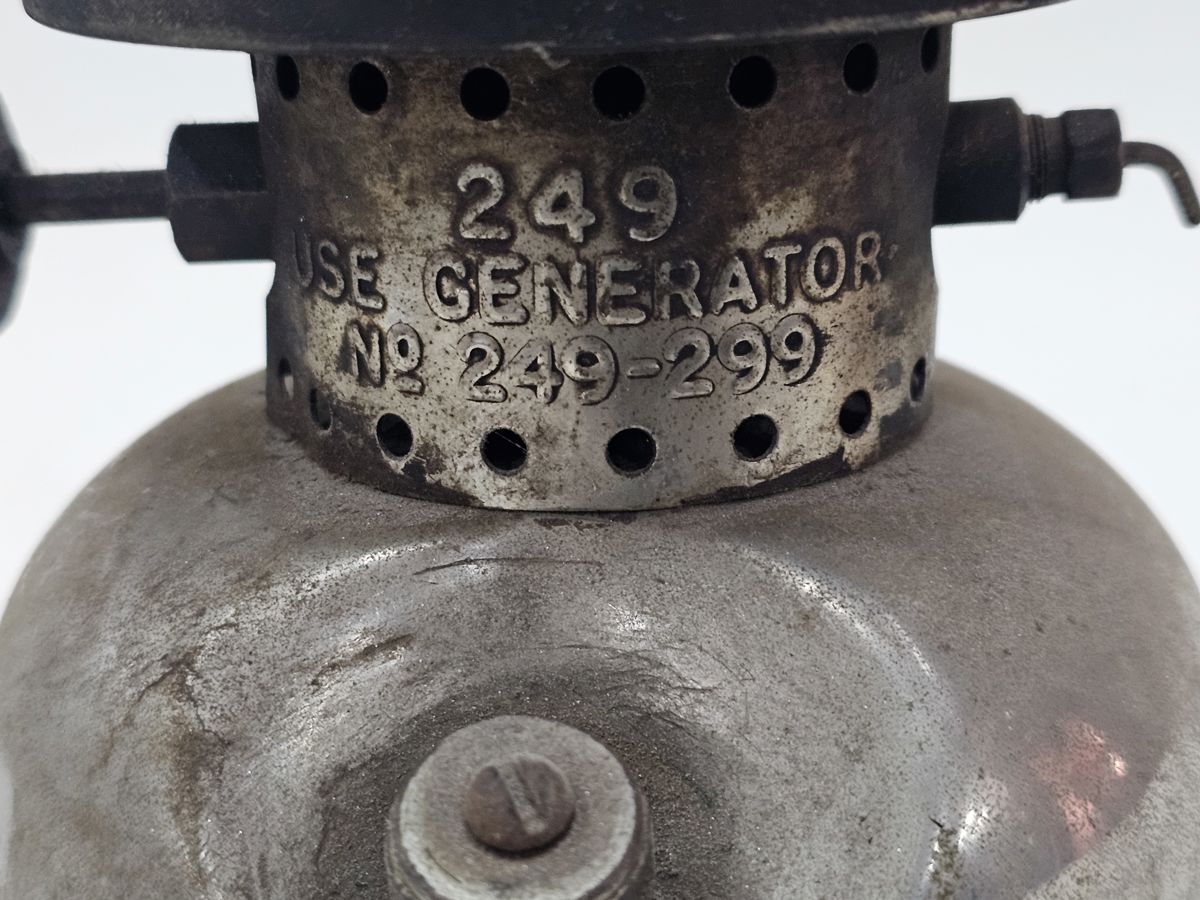 249
USE GENERATOR
Nº 249-299